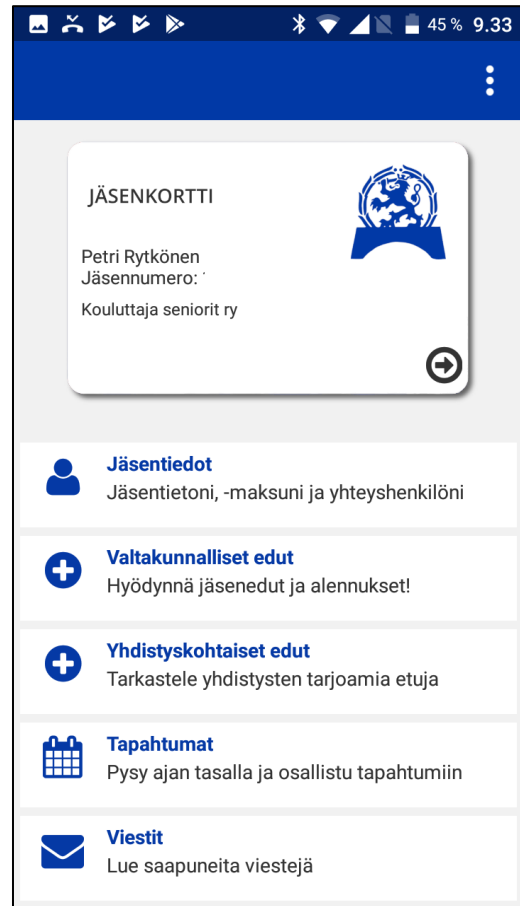 45 % 9.33
JÄSENKORTTI
Petri Rytkönen
Jäsennumero:
Kouluttaja seniorit ry
Jäsentiedot
Jäsentietoni, -maksuni ja yhteyshenkilöni
Valtakunnalliset edut
Hyödynnä jäsenedut ja alennukset!
Yhdistyskohtaiset edut
Tarkastele yhdistysten tarjoamia etuja
Tapahtumat
Pysy ajan tasalla ja osallistu tapahtumiin
Viestit
Lue saapuneita viestejä